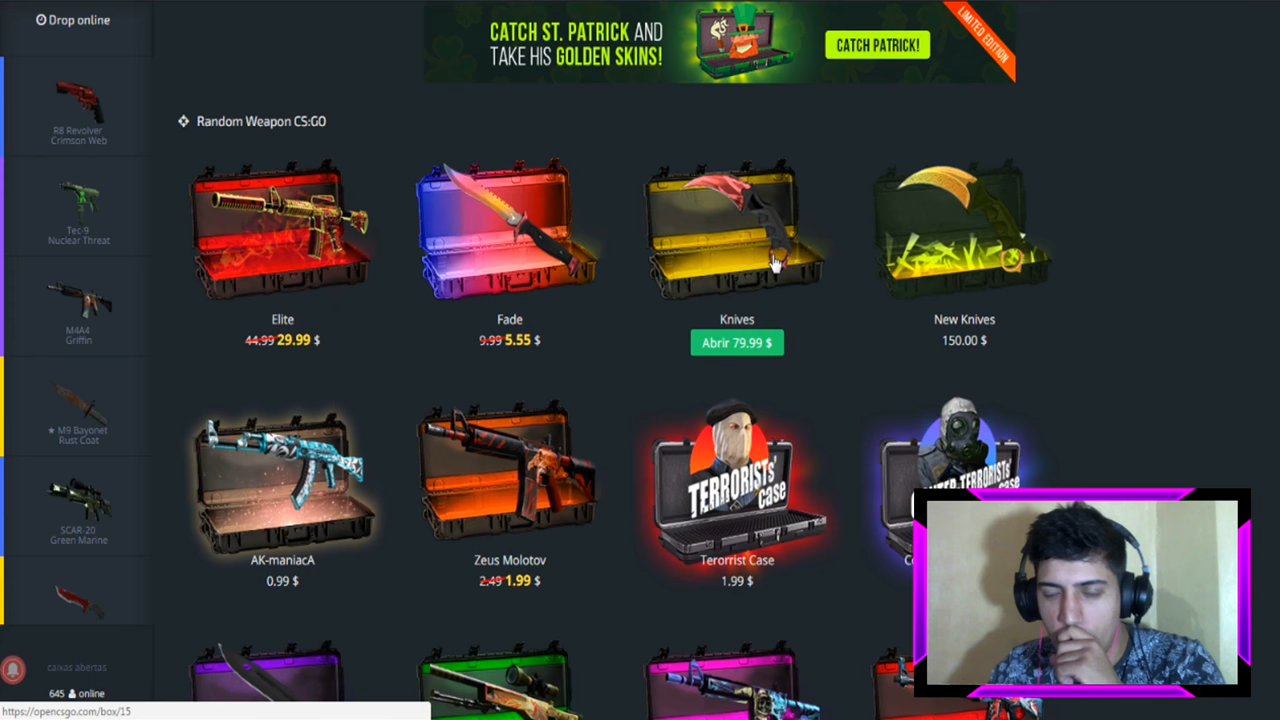 Drop online
CATCH ST. PATRICK AND
TAKE HIS GOLDEN SKINS!
CATCH PATRICK!
LIMITED EDITION
R8 Revolver
Crimson Web
Tec-9
Nuclear Threat
M4A4
Griffin
★ M9 Bayonet
Rust Coat
SCAR-20
Green Marine
caixas abertas
645 online
Random Weapon CS:GO
Elite
44.99 29.99 $
Fade
9.99 5.55 $
Knives
Abrir 79.99 $
New Knives
150.00 $
AK-maniacA
0.99 $
Zeus Molotov
2.49 1.99 $
TERRORISTS'
CASE
Terorrist Case
1.99 $
https://opencsgo.com/box/15